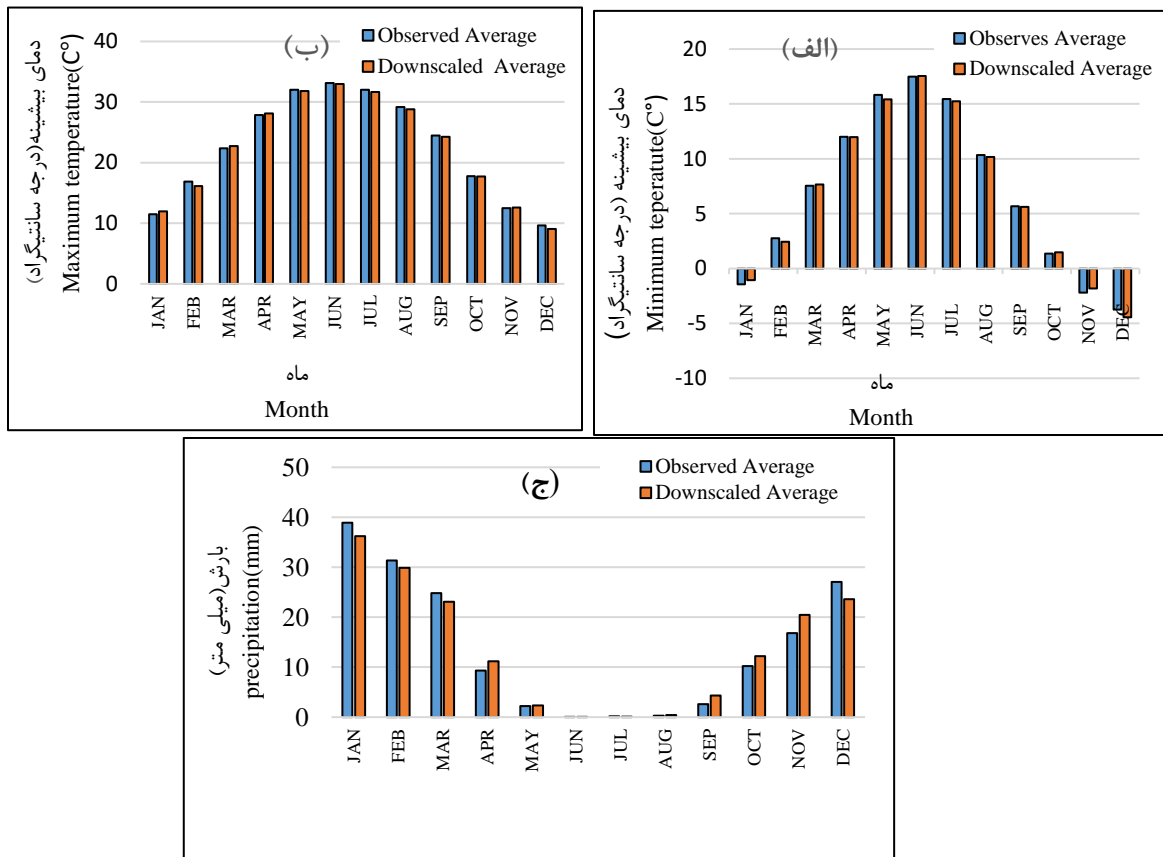 (ب)
Observed Average
Downscaled  Average
دمای بیشینه(درجه سانتیگراد)
Maximum temperature(C°)
40
30
20
10
0
JAN
FEB
MAR
APR
MAY
JUN
JUL
AUG
SEP
OCT
NOV
DEC
ماه
Month
(الف)
Observes Average
Downscaled Average
دمای بیشینه (درجه سانتیگراد)
Minimum teperatute(C°)
20
15
10
5
0
-5
-10
JAN
FEB
MAR
APR
MAY
JUN
JUL
AUG
SEP
OCT
NOV
DEC
ماه
Month
(ج)
Observed Average
Downscaled Average
بارش(میلی متر)
precipitation(mm)
50
40
30
20
10
0
JAN
FEB
MAR
APR
MAY
JUN
JUL
AUG
SEP
OCT
NOV
DEC